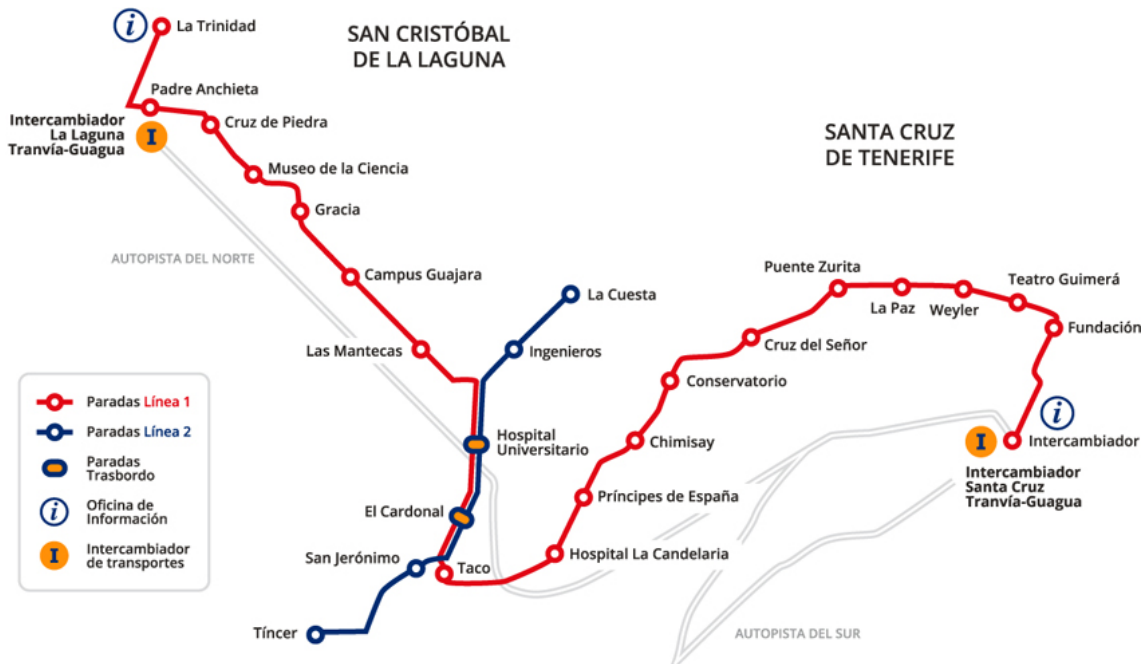 i
La Trinidad
SAN CRISTÓBAL
DE LA LAGUNA
Padre Anchieta
Intercambiador
La Laguna
Tranvía-Guagua
I
Cruz de Piedra
SANTA CRUZ
DE TENERIFE
Museo de la Ciencia
Gracia
AUTOPISTA DEL NORTE
Campus Guajara
Puente Zurita
La Paz
Weyler
Teatro Guimerá
Fundación
La Cuesta
Ingenieros
Las Mantecas
Cruz del Señor
Conservatorio
Paradas Línea 1
Paradas Línea 2
Paradas
Trasbordo
i
Oficina de
Información
I
Intercambiador
de transportes
Hospital
Universitario
Chimisay
i
I
Intercambiador
Intercambiador
Santa Cruz
Tranvía-Guagua
El Cardonal
Príncipes de España
San Jerónimo
Taco
Hospital La Candelaria
Tíncer
AUTOPISTA DEL SUR